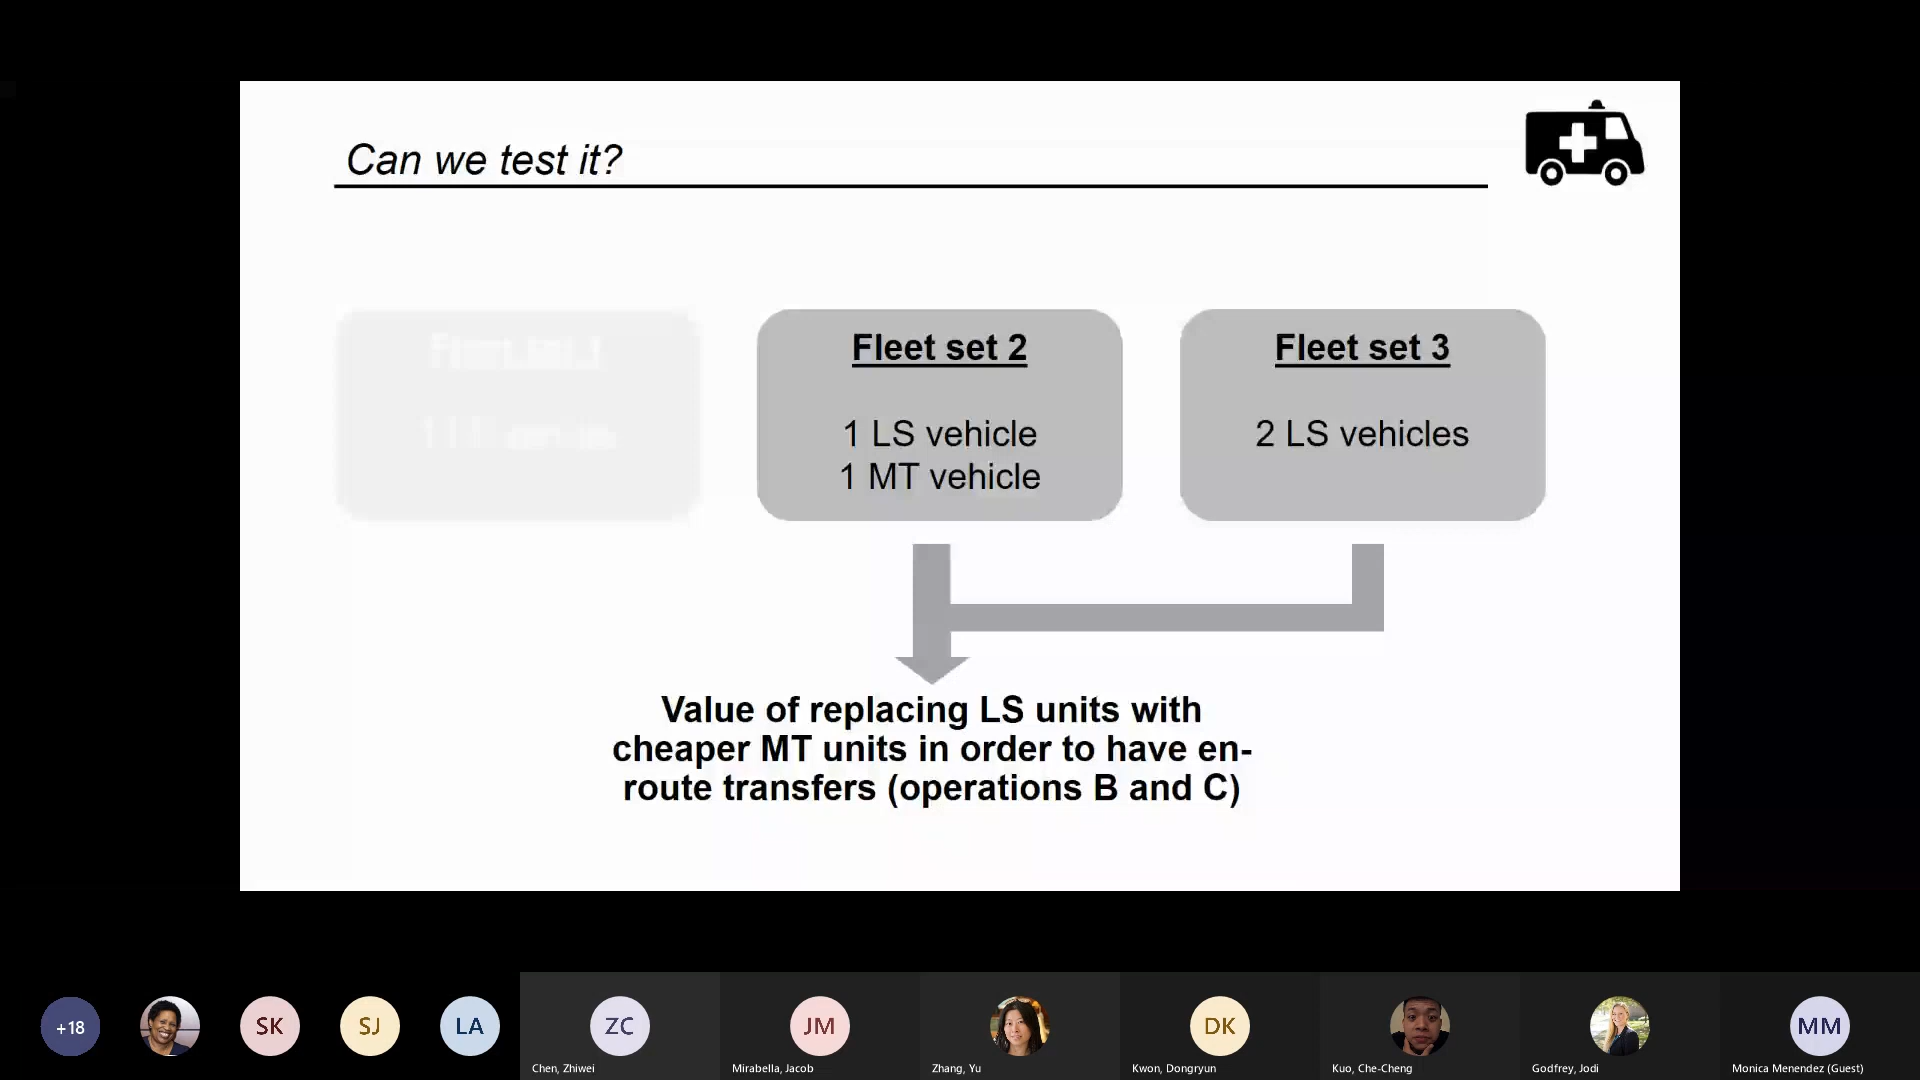 Can we test it?
Fleet set 2
1 LS vehicle
1 MT vehicle
Fleet set 3
2 LS vehicles
Value of replacing LS units with
cheaper MT units in order to have en-
route transfers (operations B and C)
+18
SK
SJ
LA
ZC
Chen, Zhiwei
JM
Mirabella, Jacob
Zhang, Yu
DK
Kwon, Dongryun
Kuo, Che-Cheng
Godfrey, Jodi
MM
Monica Menendez (Guest)